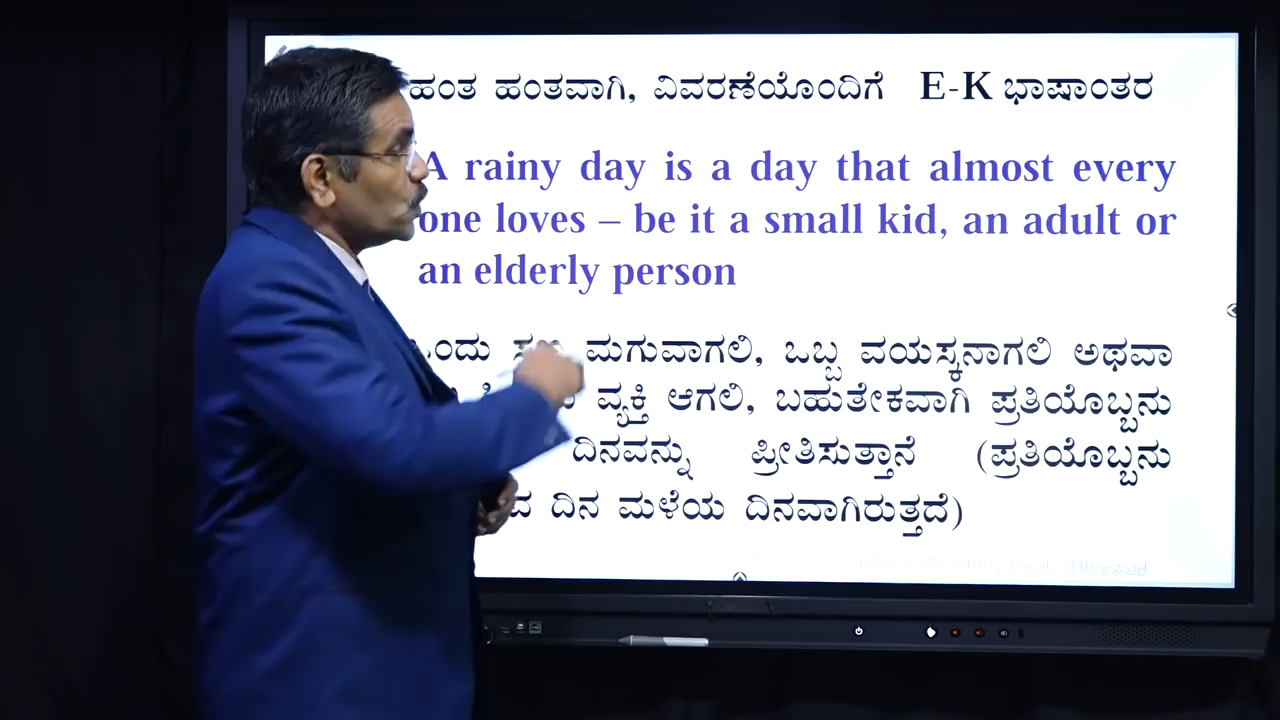 ಹಂತ ಹಂತವಾಗಿ, ವಿವರಣೆಯೊಂದಿಗೆ E-K ಭಾಷಾಂತರ
A rainy day is a day that almost every
one loves – be it a small kid, an adult or
an elderly person
ಮಗುವಾಗಲಿ, ಒಬ್ಬ ವಯಸ್ಕನಾಗಲಿ ಅಥವಾ
ವ್ಯಕ್ತಿ ಆಗಲಿ, ಬಹುತೇಕವಾಗಿ ಪ್ರತಿಯೊಬ್ಬನು
ದಿನವನ್ನು ಪ್ರೀತಿಸುತ್ತಾನೆ (ಪ್ರತಿಯೊಬ್ಬನು
ದಿನ ಮಳೆಯ ದಿನವಾಗಿರುತ್ತದೆ)